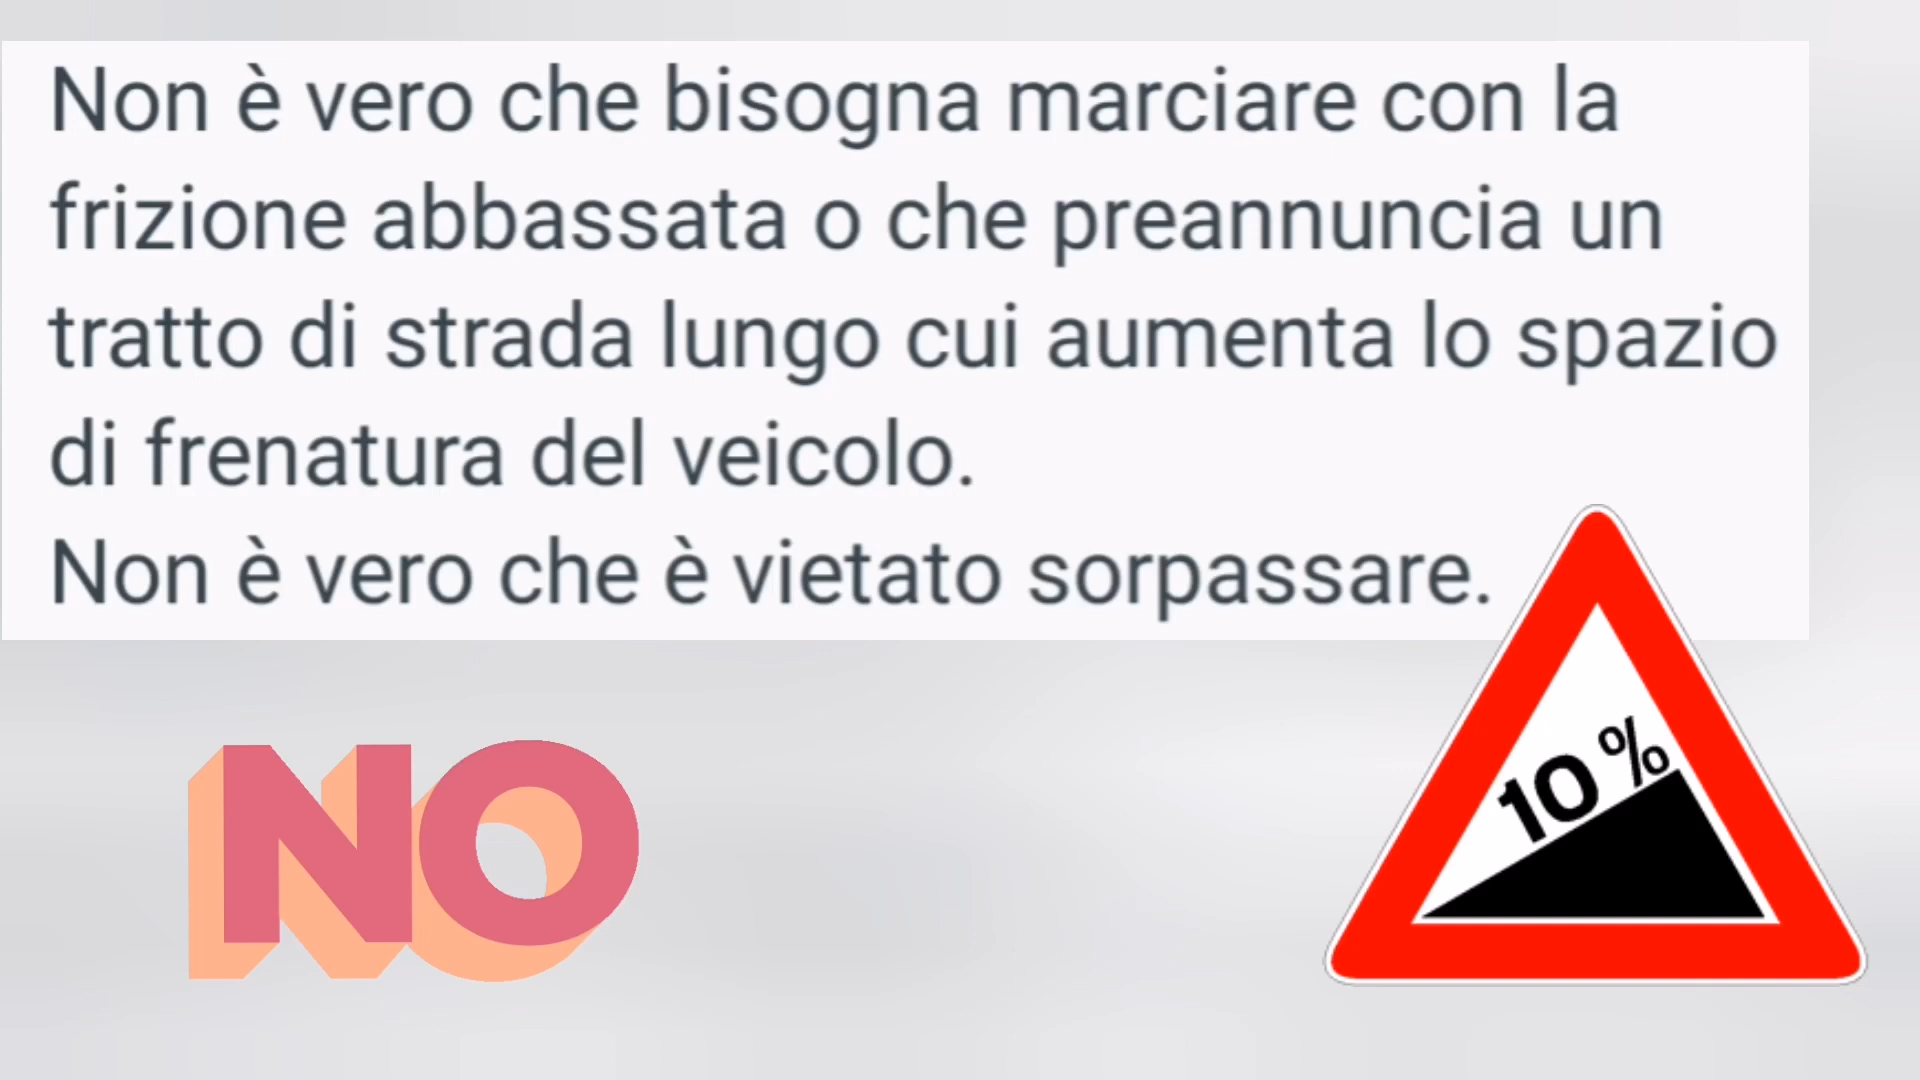 Non è vero che bisogna marciare con la
frizione abbassata o che preannuncia un
tratto di strada lungo cui aumenta lo spazio
di frenatura del veicolo.
Non è vero che è vietato sorpassare.
10 %
NO